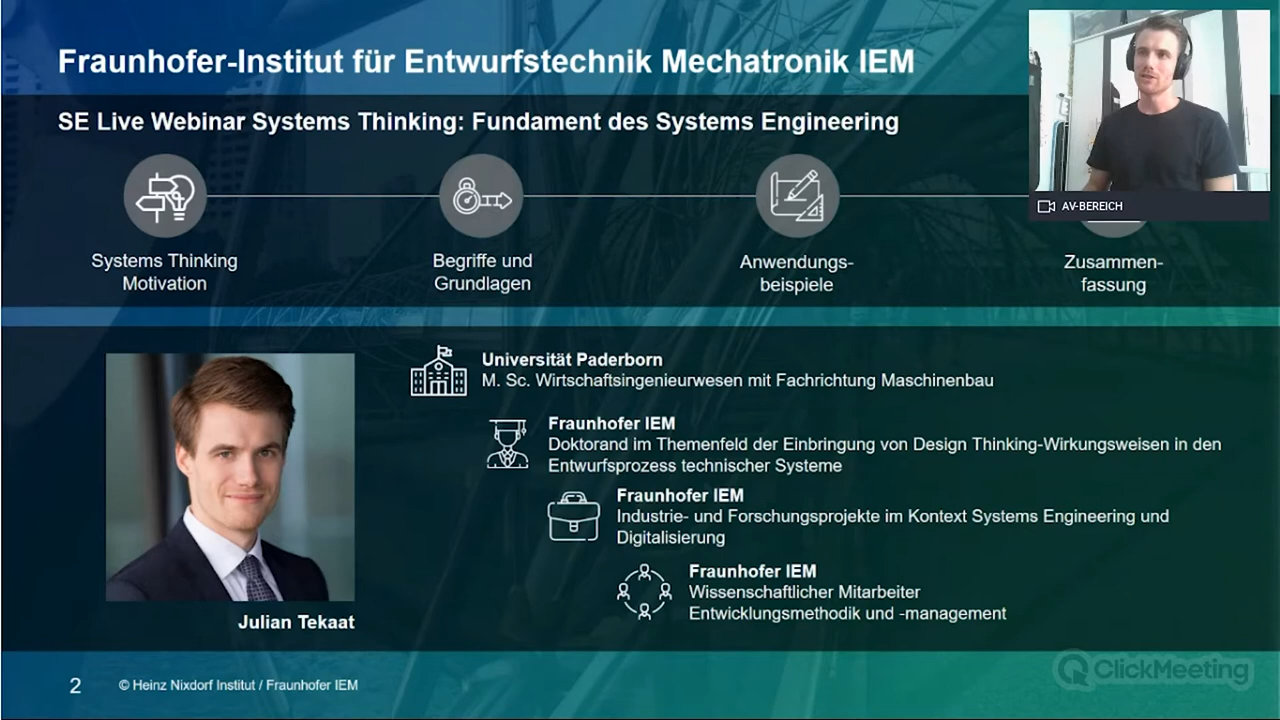 Fraunhofer-Institut für Entwurfstechnik Mechatronik IEM
SE Live Webinar Systems Thinking: Fundament des Systems Engineering
AV-BEREICH
Systems Thinking
Motivation
Begriffe und
Grundlagen
Anwendungs-
beispiele
Zusammen-
fassung
Universität Paderborn
M. Sc. Wirtschaftsingenieurwesen mit Fachrichtung Maschinenbau
Fraunhofer IEM
Doktorand im Themenfeld der Einbringung von Design Thinking-Wirkungsweisen in den
Entwurfsprozess technischer Systeme
Fraunhofer IEM
Industrie- und Forschungsprojekte im Kontext Systems Engineering und
Digitalisierung
Fraunhofer IEM
Wissenschaftlicher Mitarbeiter
Entwicklungsmethodik und -management
Julian Tekaat
2
© Heinz Nixdorf Institut / Fraunhofer IEM
ClickMeeting